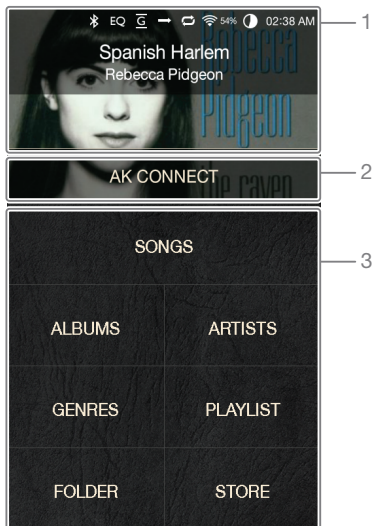 EQ G 54% 02:38 AM
1
Spanish Harlem
Rebecca Pidgeon
Rebecca
Pidgeon
AK CONNECT
2
the raven
SONGS
3
ALBUMS ARTISTS
GENRES PLAYLIST
FOLDER STORE